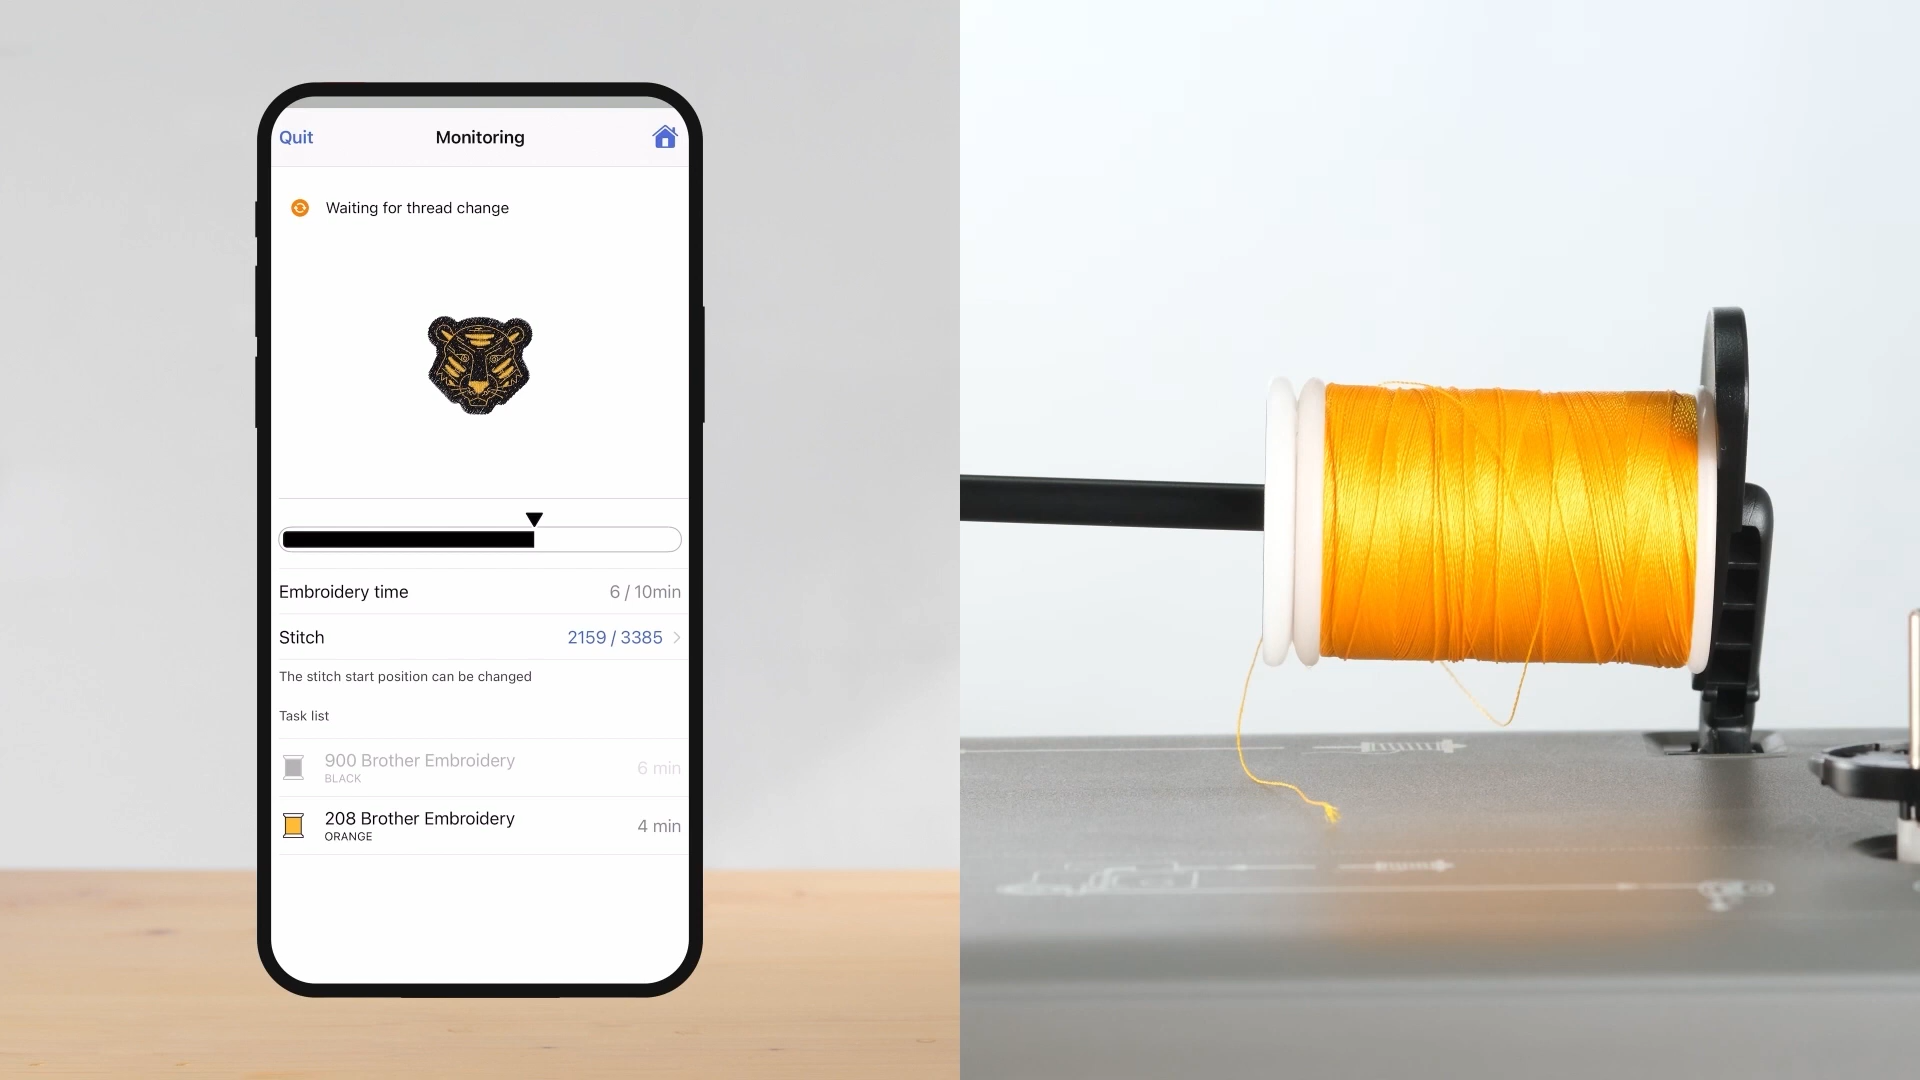 Quit
Monitoring
Waiting for thread change
Embroidery time
6 / 10min
Stitch
2159 / 3385
The stitch start position can be changed
Task list
900 Brother Embroidery
BLACK
6 min
208 Brother Embroidery
ORANGE
4 min